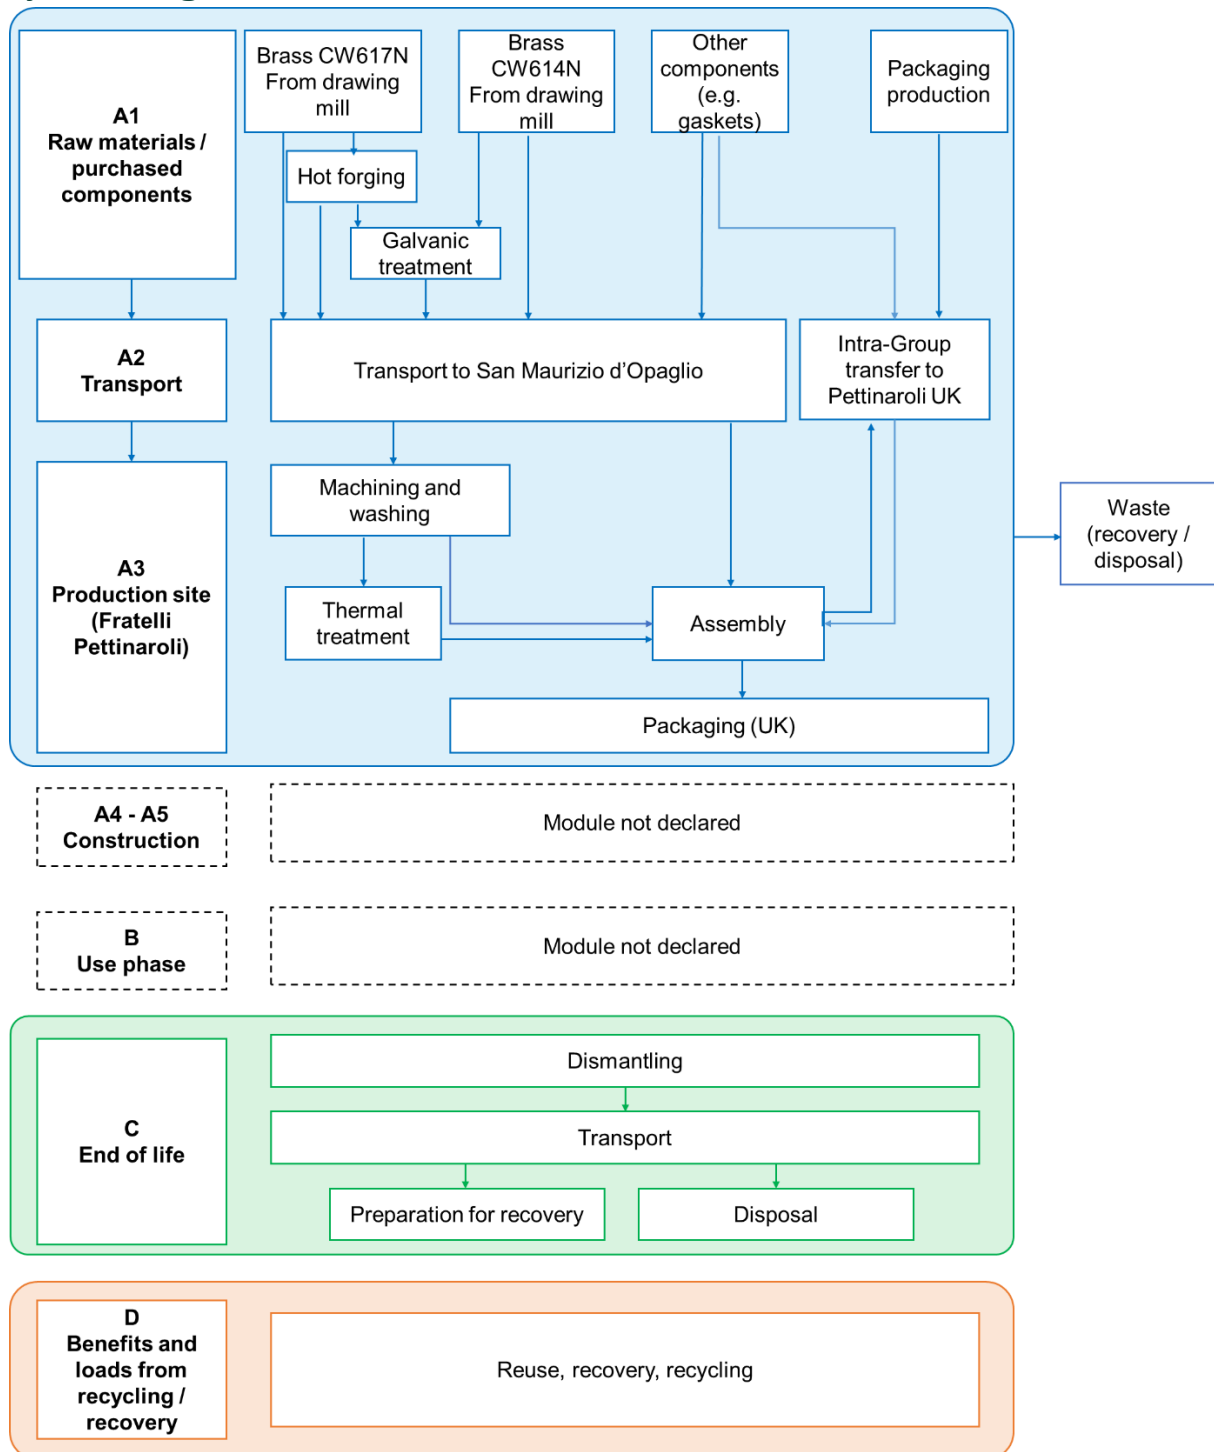 A1
Raw materials /
purchased
components
Brass CW617N
From drawing
mill
Brass
CW614N
From drawing
mill
Other
components
(e.g.
gaskets)
Packaging
production
Hot forging
Galvanic
treatment
A2
Transport
Transport to San Maurizio d’Opaglio
Intra-Group
transfer to
Pettinaroli UK
A3
Production site
(Fratelli
Pettinaroli)
Machining and
washing
Thermal
treatment
Assembly
Packaging (UK)
Waste
(recovery /
disposal)
A4 - A5
Construction
Module not declared
B
Use phase
Module not declared
C
End of life
Dismantling
Transport
Preparation for recovery
Disposal
D
Benefits and
loads from
recycling /
recovery
Reuse, recovery, recycling